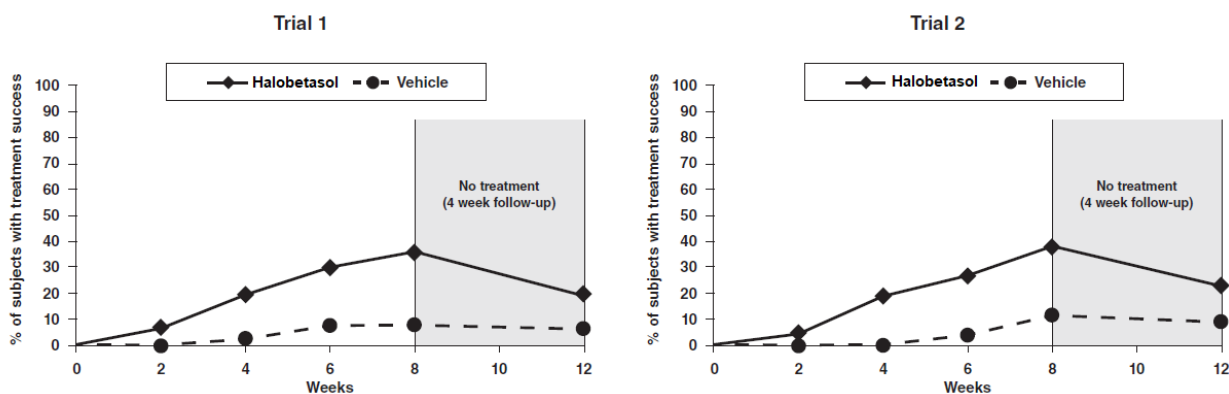 Trial 1
Halobetasol Vehicle
% of subjects with treatment success
100
90
80
70
60
50
40
30
20
10
0
No treatment
(4 week follow-up)
0 2 4 6 8 10 12
Weeks
Trial 2
Halobetasol Vehicle
% of subjects with treatment success
100
90
80
70
60
50
40
30
20
10
0
No treatment
(4 week follow-up)
0 2 4 6 8 10 12
Weeks